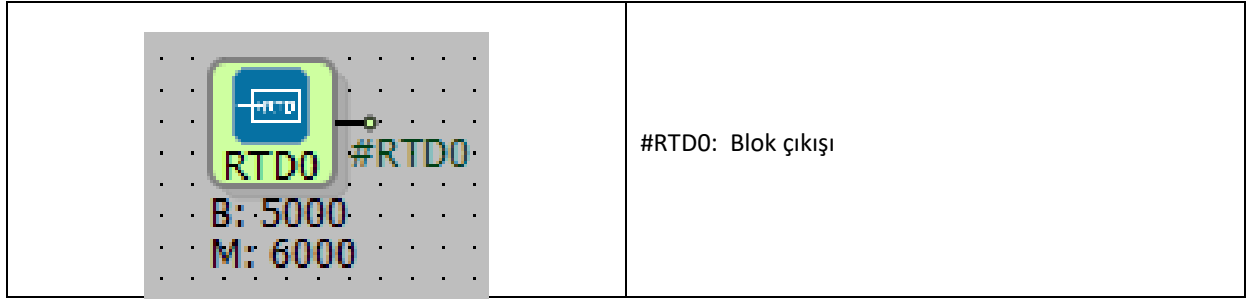 RTD
RTD0
#RTD0
B: 5000
M: 6000
#RTD0: Blok çıkışı